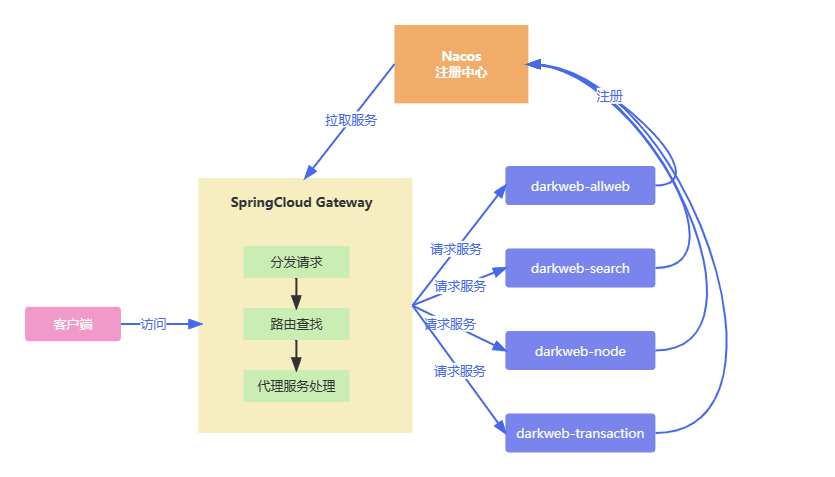 Nacos
注册中心
注册
拉取服务
SpringCloud Gateway
分发请求
路由查找
代理服务处理
客户端
访问
请求服务
请求服务
请求服务
请求服务
darkweb-allweb
darkweb-search
darkweb-node
darkweb-transaction